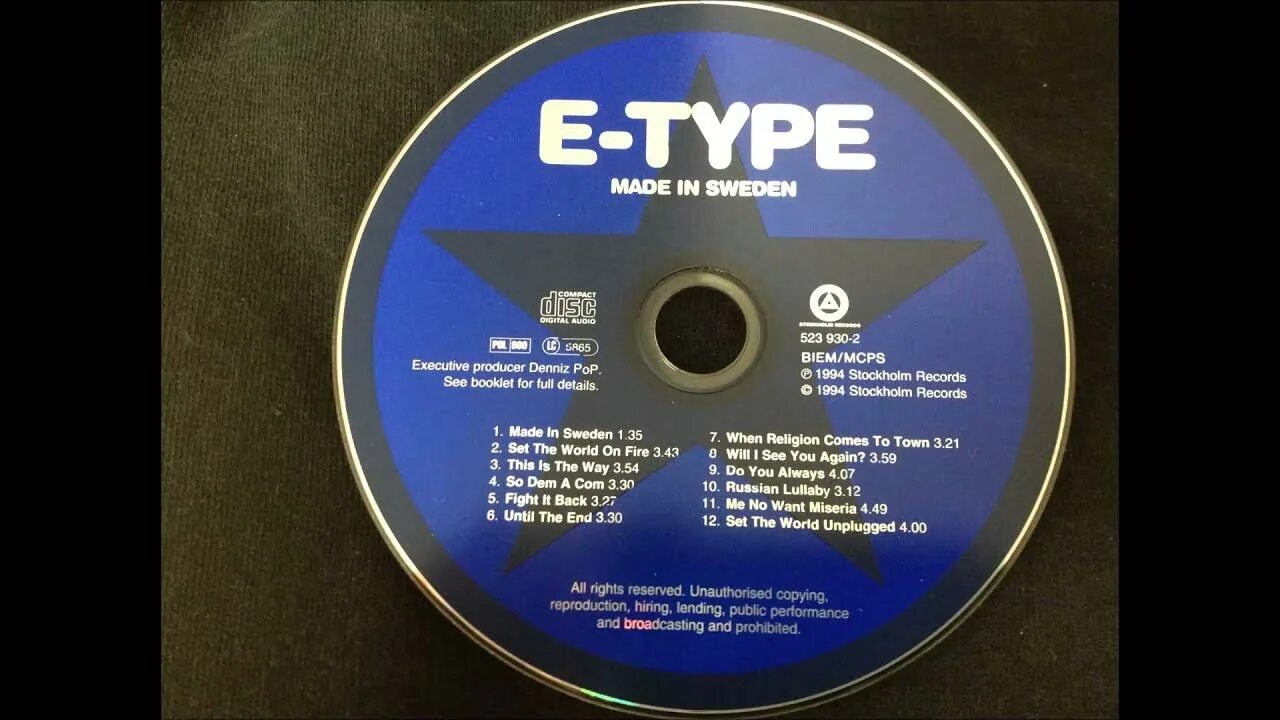 E-TYPE
MADE IN SWEDEN
COMPACT
disc
DIGITAL AUDIO
POL 900
LC 5865
Executive producer Denniz PoP.
See booklet for full details.
STOCKHOLM RECORDS
523 930-2
BIEM/MCPS
℗ 1994 Stockholm Records
© 1994 Stockholm Records
1. Made In Sweden 1.35
2. Set The World On Fire 3.43
3. This Is The Way 3.54
4. So Dem A Com 3.30
5. Fight It Back 3.27
6. Until The End 3.30
7. When Religion Comes To Town 3.21
8 Will I See You Again? 3.59
9. Do You Always 4.07
10. Russian Lullaby 3.12
11. Me No Want Miseria 4.49
12. Set The World Unplugged 4.00
All rights reserved. Unauthorised copying,
reproduction, hiring, lending, public performance
and broadcasting and prohibited.